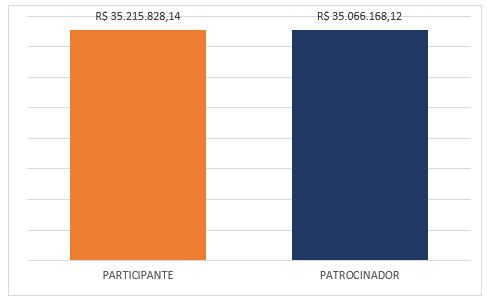 R$ 35.215.828,14 R$ 35.066.168,12
PARTICIPANTE PATROCINADOR